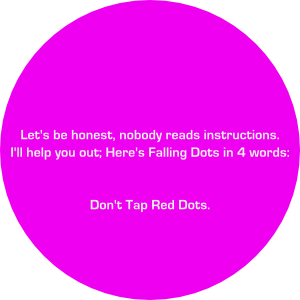 Let's be honest, nobody reads instructions.
I'll help you out; Here's Falling Dots in 4 words:
Don't Tap Red Dots.